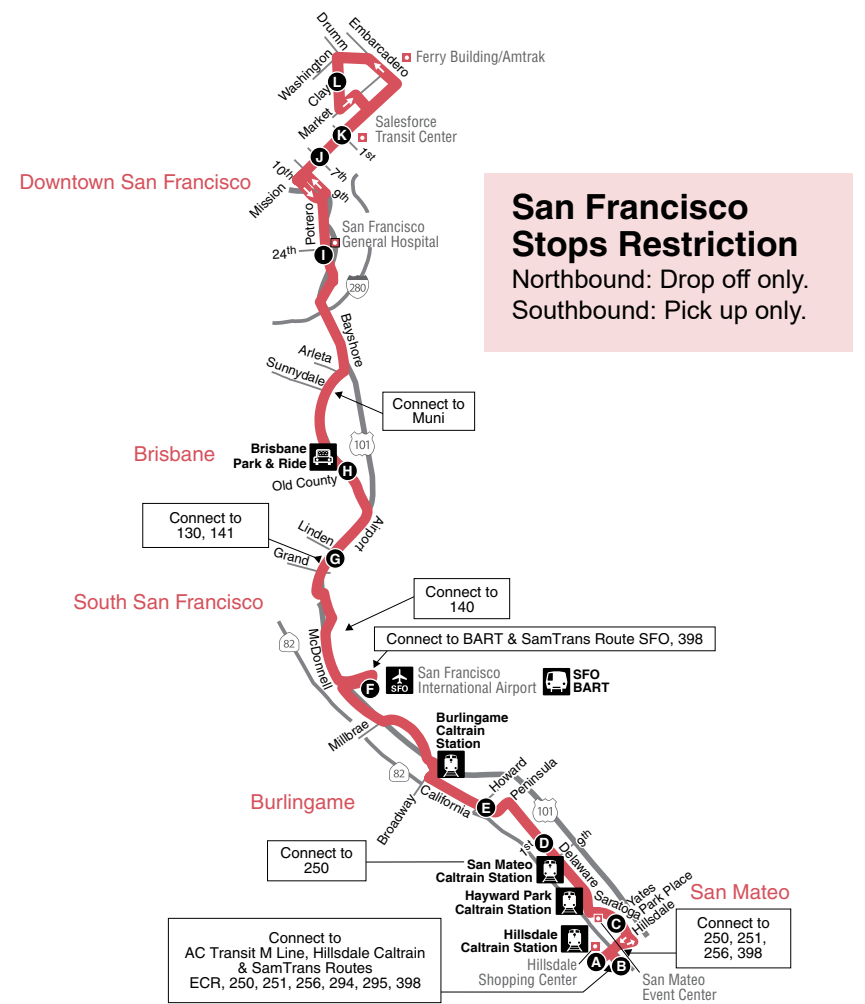 Drumm
Embarcadero
Washington
Ferry Building/Amtrak
L
Clay
Market
Salesforce
Transit Center
K
1st
J
7th
10th
9th
Mission
Downtown San Francisco
San Francisco
Stops Restriction
Northbound: Drop off only.
Southbound: Pick up only.
Potrero
San Francisco
General Hospital
24th
I
280
Bayshore
Arleta
Sunnydale
Connect to
Muni
101
Brisbane
Brisbane
Park & Ride
H
Old County
Airport
Connect to
130, 141
Linden
G
Grand
South San Francisco
Connect to
140
82
McDonnell
Connect to BART & SamTrans Route SFO, 398
F
SFO
San Francisco
International Airport
SFO
BART
Millbrae
Burlingame
Caltrain
Station
82
Broadway
California
Burlingame
E
Howard
Peninsula
101
1st
D
9th
Delaware
Connect to
250
San Mateo
Caltrain Station
Hayward Park
Caltrain Station
Saratoga
Yates
Park Place
Hillsdale
San Mateo
C
Connect to
250, 251,
256, 398
Hillsdale
Caltrain Station
A
B
Hillsdale
Shopping Center
San Mateo
Event Center
Connect to
AC Transit M Line, Hillsdale Caltrain
& SamTrans Routes
ECR, 250, 251, 256, 294, 295, 398